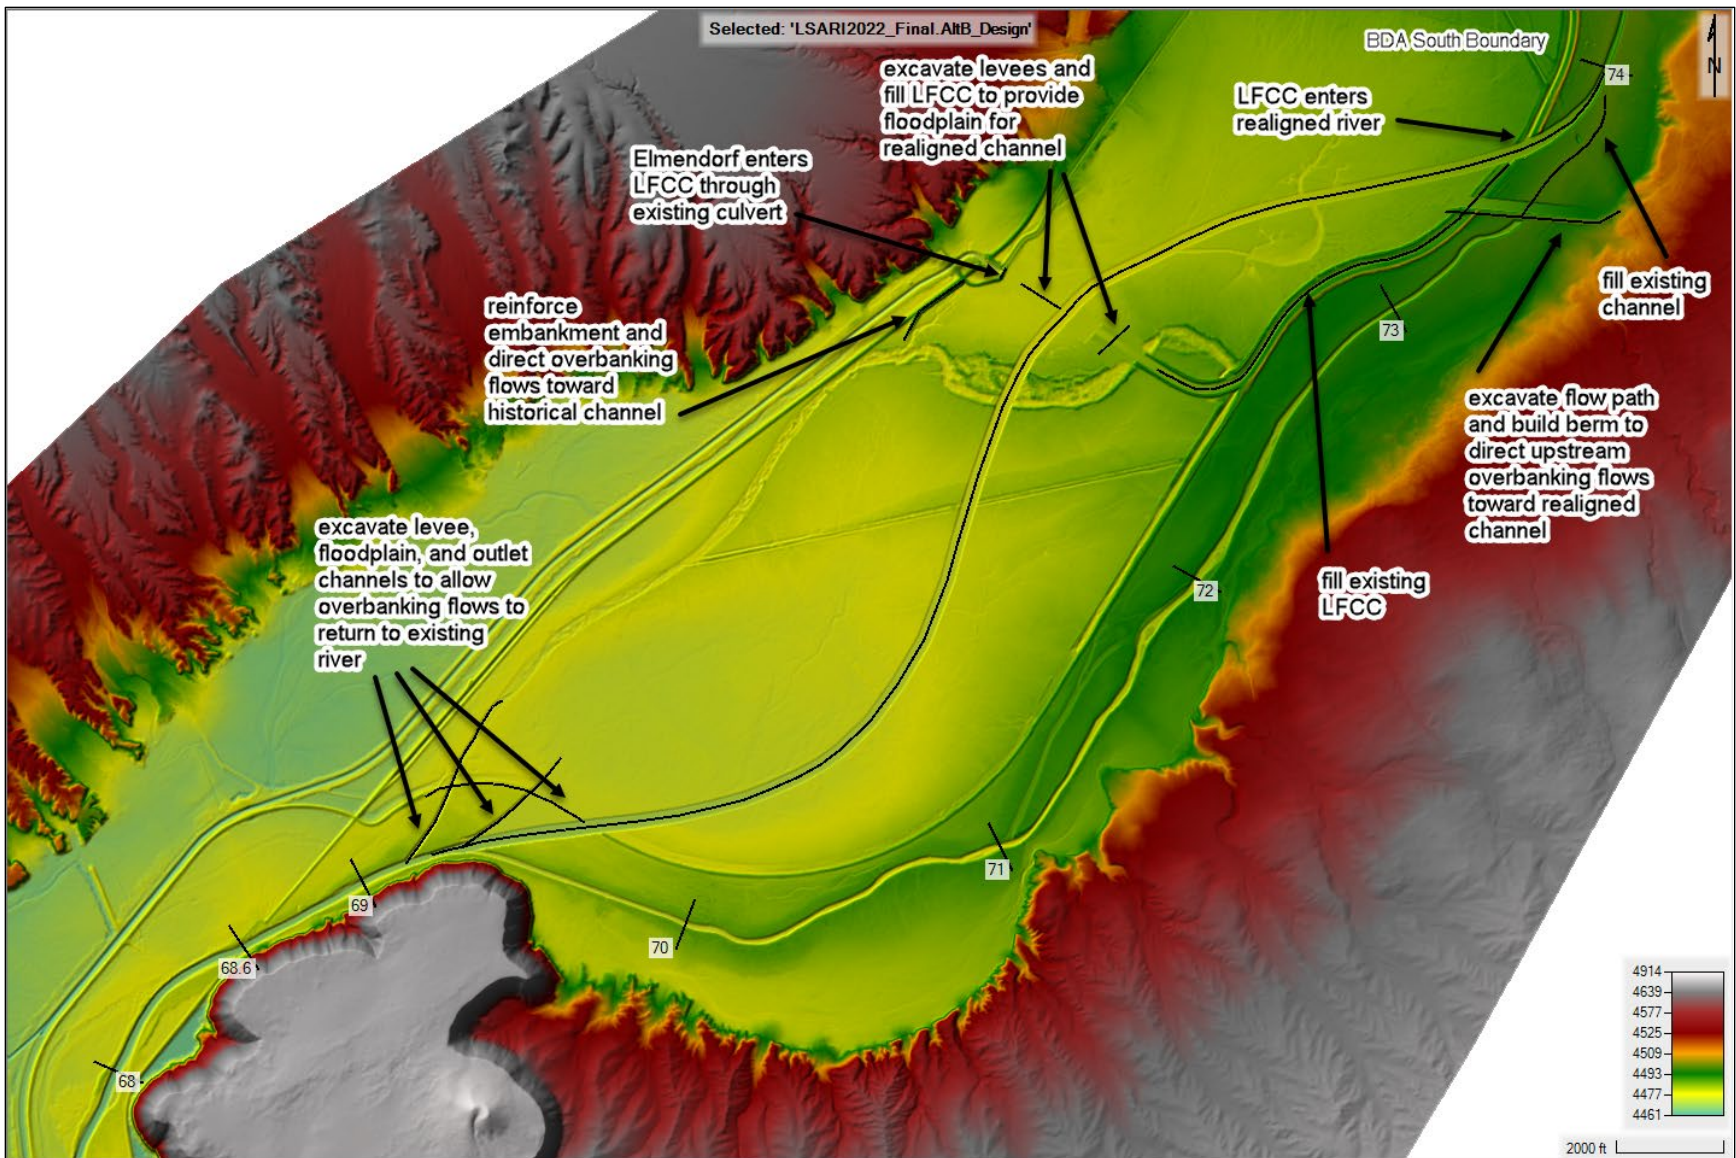 Selected: 'LSARI2022_Final.AltB_Design'
BDA South Boundary
N
74
excavate levees and
fill LFCC to provide
floodplain for
realigned channel
LFCC enters
realigned river
Elmendorf enters
LFCC through
existing culvert
fill existing
channel
reinforce
embankment and
direct overbanking
flows toward
historical channel
73
excavate flow path
and build berm to
direct upstream
overbanking flows
toward realigned
channel
excavate levee,
floodplain, and outlet
channels to allow
overbanking flows to
return to existing
river
fill existing
LFCC
72
71
69
70
68.6
68
4914
4639
4577
4525
4509
4493
4477
4461
2000 ft